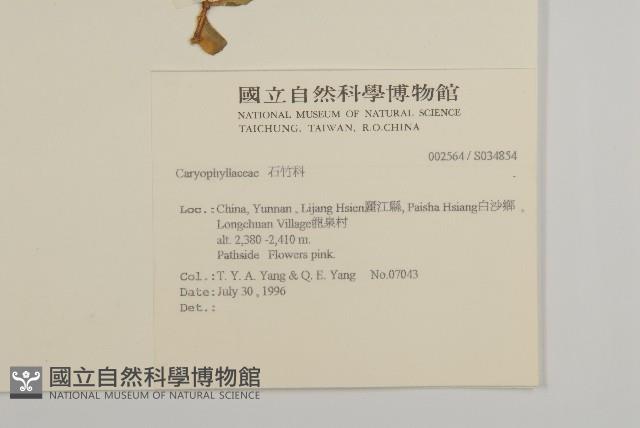 國立自然科學博物館
NATIONAL MUSEUM OF NATURAL SCIENCE
TAICHUNG, TAIWAN, R.O.CHINA
002564 / S034854
Caryophyllaceae 石竹科
Loc.: China, Yunnan , Lijang Hsien麗江縣, Paisha Hsiang白沙鄉 ,
Longchuan Village龍泉村
alt. 2,380 -2,410 m.
Pathside Flowers pink.
Col.: T. Y. A. Yang & Q. E. Yang No.07043
Date: July 30 , 1996
Det.:
國立自然科學博物館
NATIONAL MUSEUM OF NATURAL SCIENCE